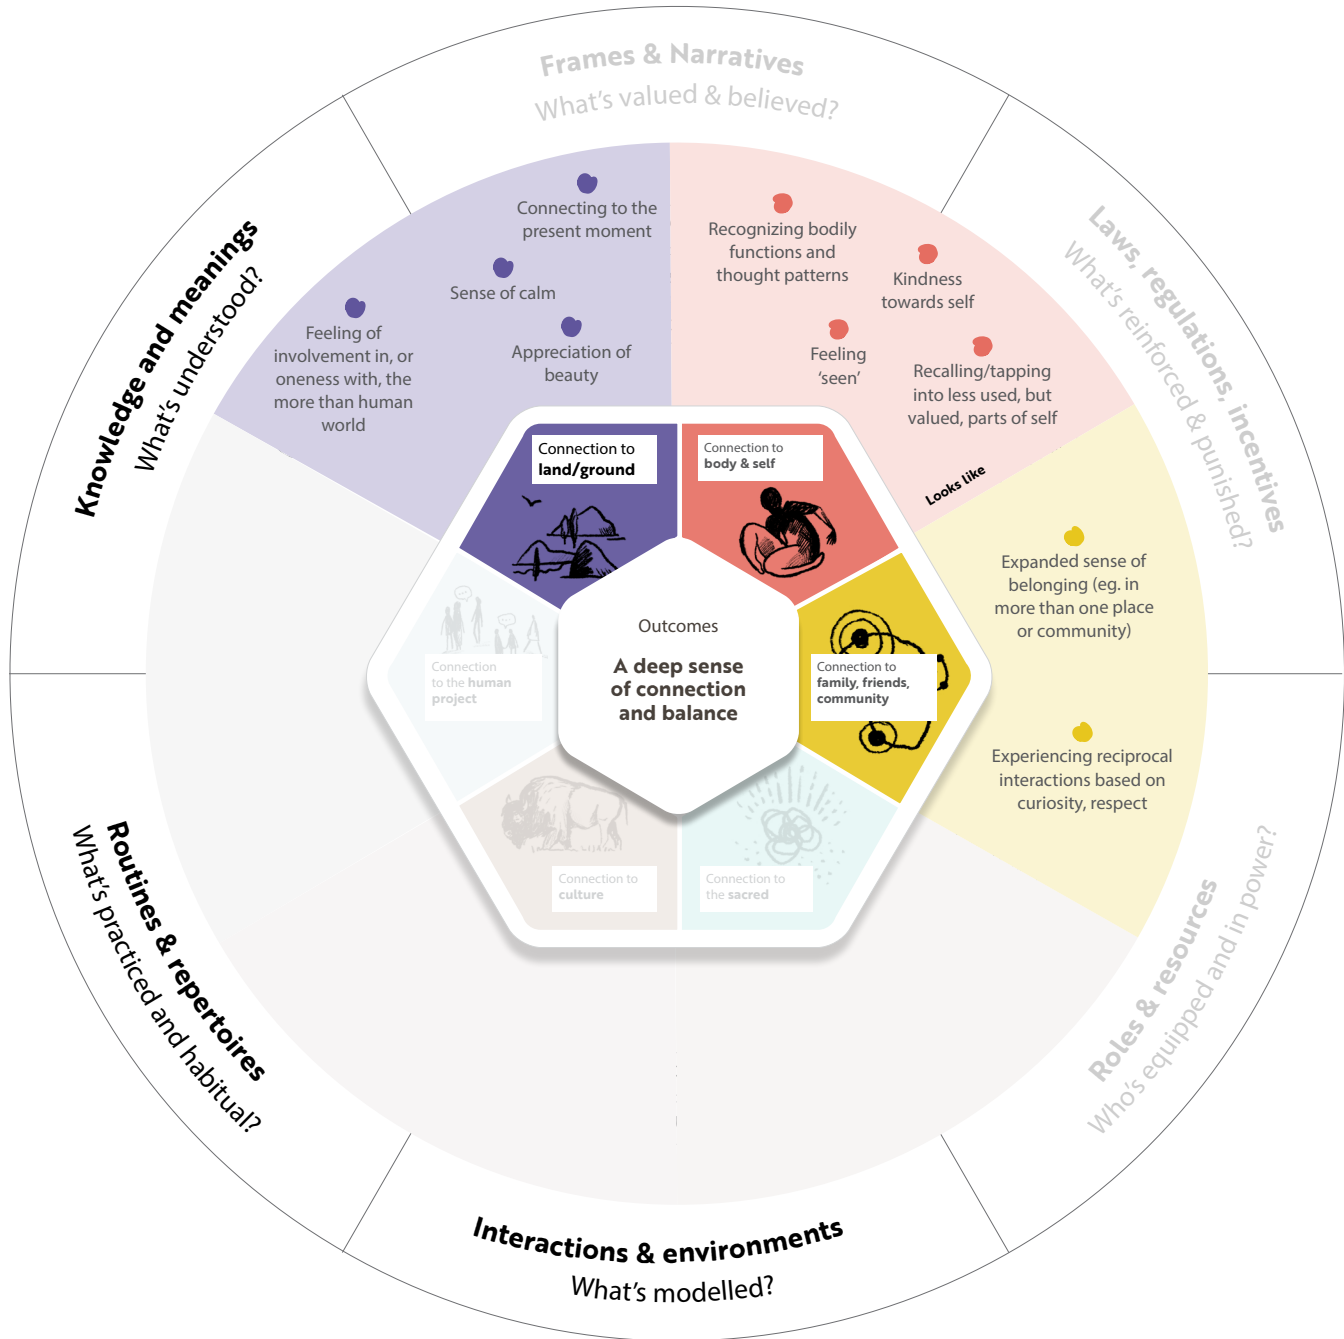 Frames & Narratives
What's valued & believed?
Laws, regulations, incentives
What's reinforced & punished?
Roles & resources
Who's equipped and in power?
Interactions & environments
What's modelled?
Routines & repertoires
What's practiced and habitual?
Knowledge and meanings
What's understood?
Connecting to the
present moment
Sense of calm
Feeling of
involvement in, or
oneness with, the
more than human
world
Appreciation of
beauty
Recognizing bodily
functions and
thought patterns
Kindness
towards self
Feeling
‘seen’
Recalling/tapping
into less used, but
valued, parts of self
Looks like
Expanded sense of
belonging (eg. in
more than one place
or community)
Experiencing reciprocal
interactions based on
curiosity, respect
Connection to
land/ground
Connection to
body & self
Connection to
family, friends,
community
Connection to
the sacred
Connection to
culture
Connection
to the human
project
Outcomes
A deep sense
of connection
and balance